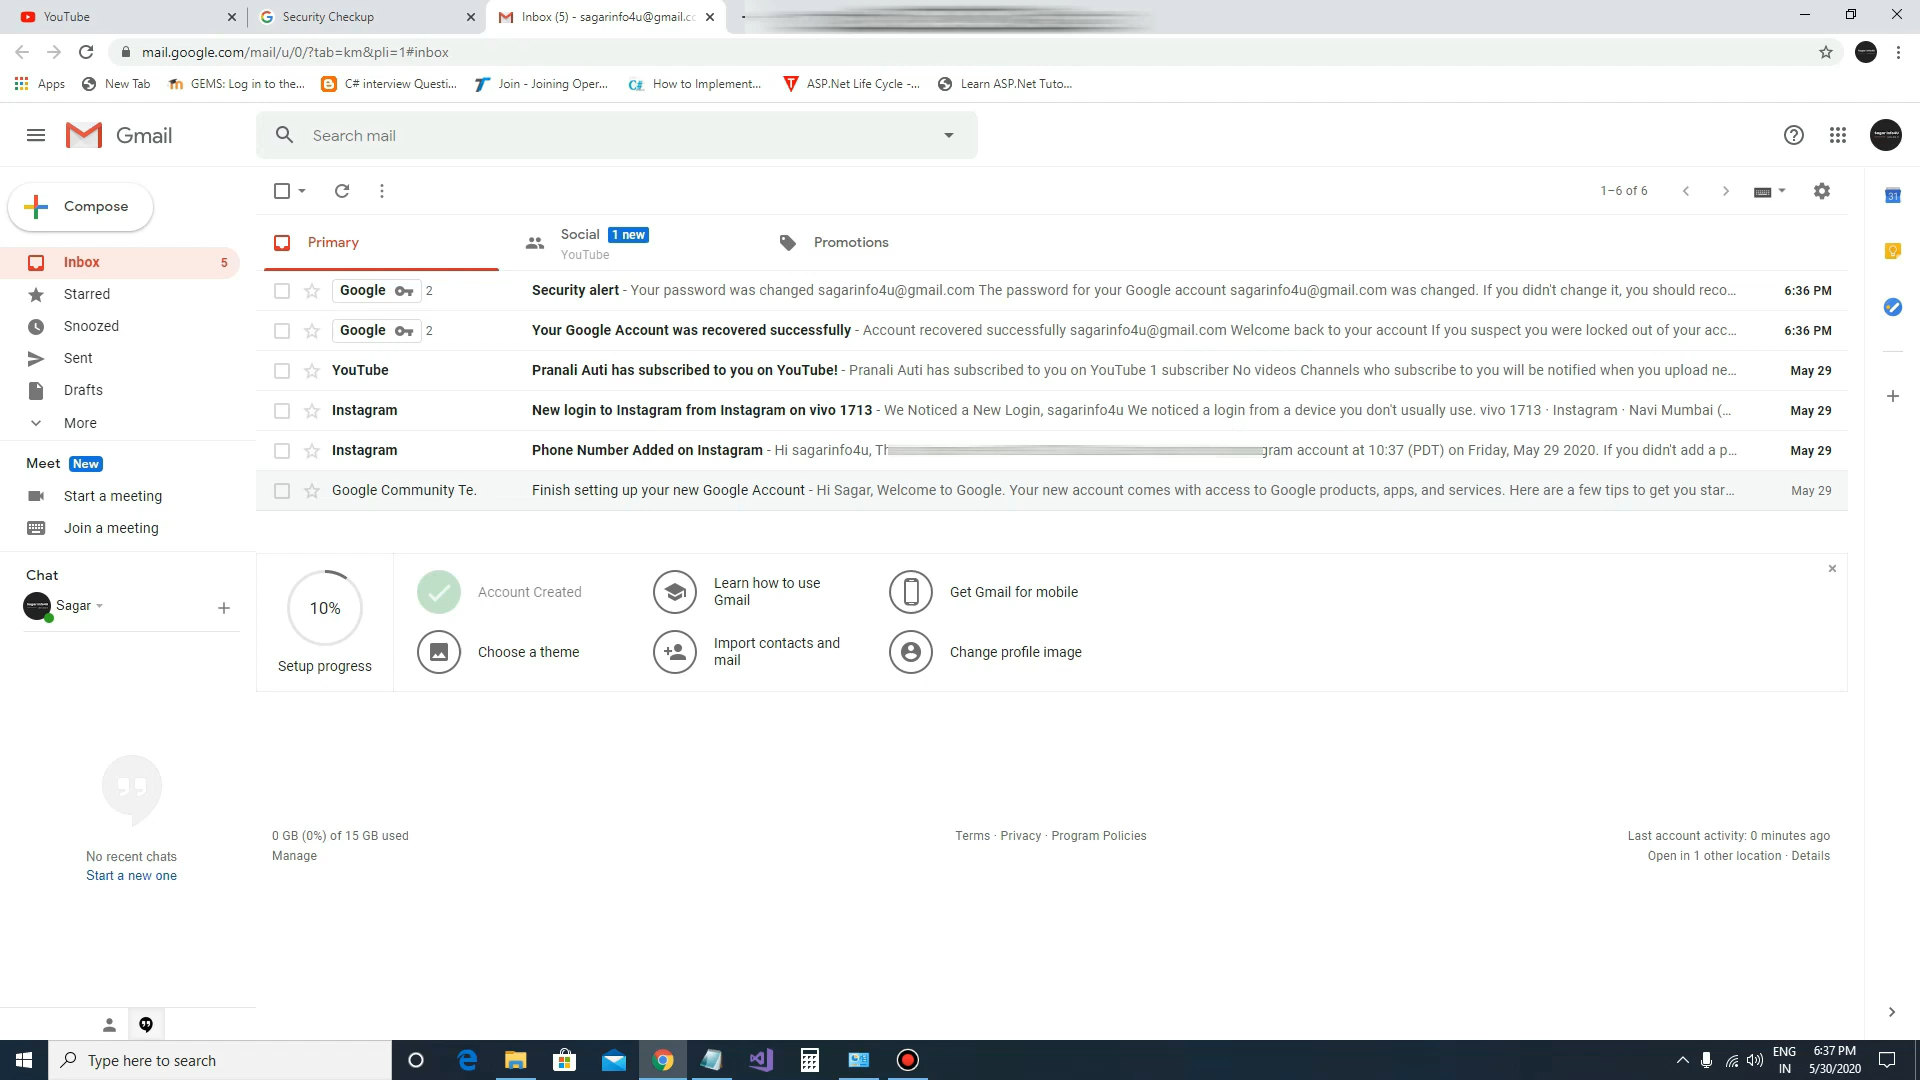 YouTube
Security Checkup
Inbox (5) - sagarinfo4u@gmail.cc
mail.google.com/mail/u/0/?tab=km&pli=1#inbox
Apps
New Tab
GEMS: Log in to the...
C# interview Questi...
Join - Joining Oper...
How to Implement...
ASP.Net Life Cycle -...
Learn ASP.Net Tuto...
Gmail
Search mail
Compose
1–6 of 6
Primary
Social 1 new
YouTube
Promotions
Inbox 5
Starred
Snoozed
Sent
Drafts
More
Google 2 Security alert - Your password was changed sagarinfo4u@gmail.com The password for your Google account sagarinfo4u@gmail.com was changed. If you didn't change it, you should reco... 6:36 PM
Google 2 Your Google Account was recovered successfully - Account recovered successfully sagarinfo4u@gmail.com Welcome back to your account If you suspect you were locked out of your acc... 6:36 PM
YouTube Pranali Auti has subscribed to you on YouTube! - Pranali Auti has subscribed to you on YouTube 1 subscriber No videos Channels who subscribe to you will be notified when you upload ne... May 29
Instagram New login to Instagram from Instagram on vivo 1713 - We Noticed a New Login, sagarinfo4u We noticed a login from a device you don't usually use. vivo 1713 · Instagram · Navi Mumbai (... May 29
Instagram Phone Number Added on Instagram - Hi sagarinfo4u, Th gram account at 10:37 (PDT) on Friday, May 29 2020. If you didn't add a p... May 29
Google Community Te. Finish setting up your new Google Account - Hi Sagar, Welcome to Google. Your new account comes with access to Google products, apps, and services. Here are a few tips to get you star... May 29
Meet New
Start a meeting
Join a meeting
Chat
Sagar
10%
Setup progress
Account Created
Learn how to use
Gmail
Get Gmail for mobile
Choose a theme
Import contacts and
mail
Change profile image
No recent chats
Start a new one
0 GB (0%) of 15 GB used
Manage
Terms · Privacy · Program Policies
Last account activity: 0 minutes ago
Open in 1 other location · Details
31
Type here to search
ENG
IN
6:37 PM
5/30/2020